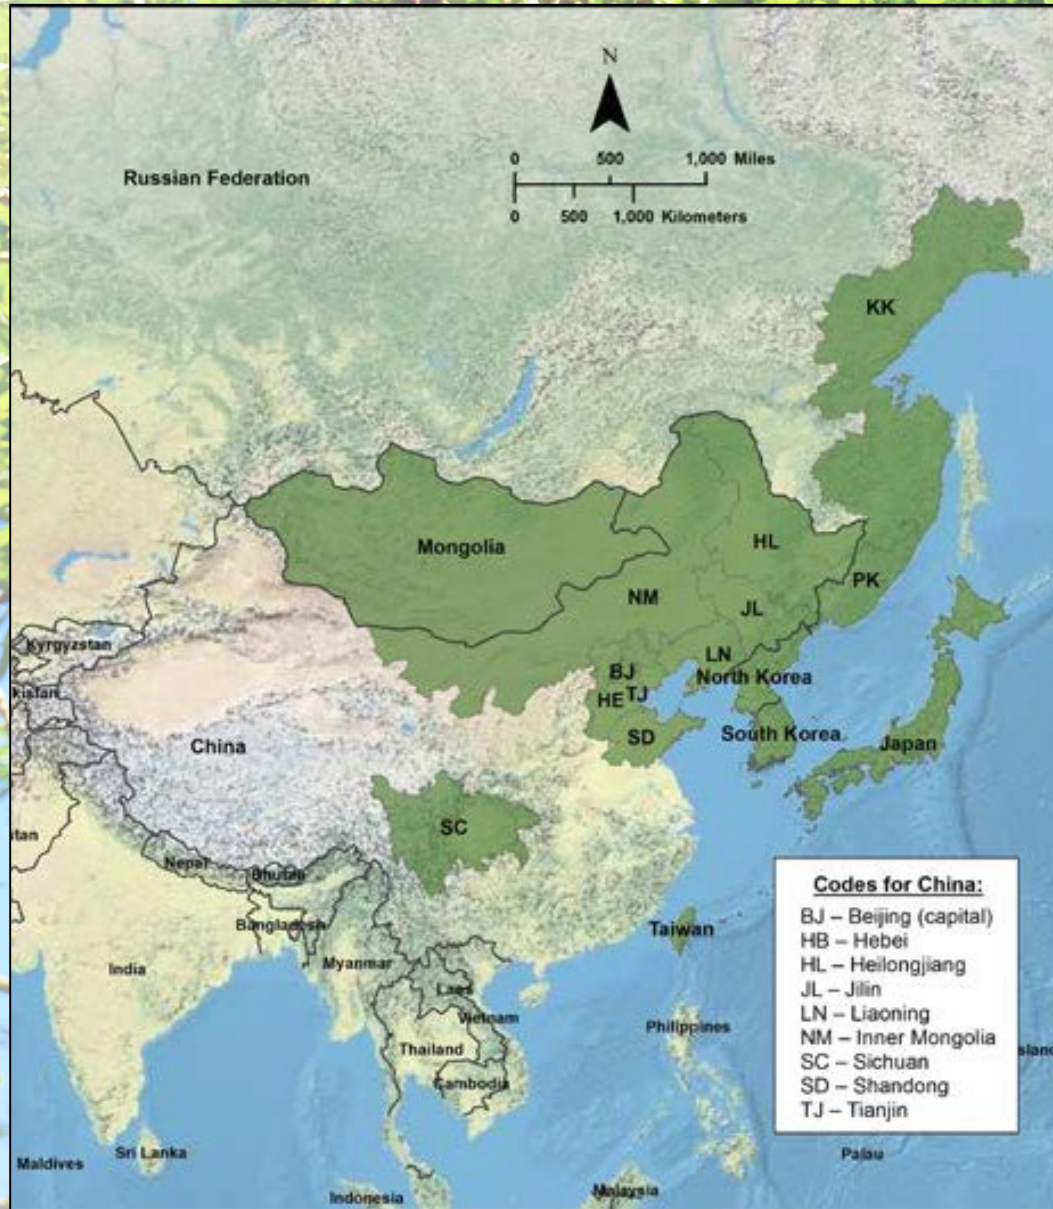 N
0 500 1,000 Miles
0 500 1,000 Kilometers
Russian Federation
KK
Mongolia
HL
NM
PK
JL
Kyrgyzstan
LN
BJ
North Korea
HE
TJ
kistan
China
SD
South Korea
Japan
SC
tan
Nepal
Bhutan
Bangladesh
Taiwan
India
Myanmar
Laos
Vietnam
Philippines
Thailand
Cambodia
Sri Lanka
Maldives
Indonesia
Malaysia
Palau
Codes for China:
BJ – Beijing (capital)
HB – Hebei
HL – Heilongjiang
JL – Jilin
LN – Liaoning
NM – Inner Mongolia
SC – Sichuan
SD – Shandong
TJ – Tianjin